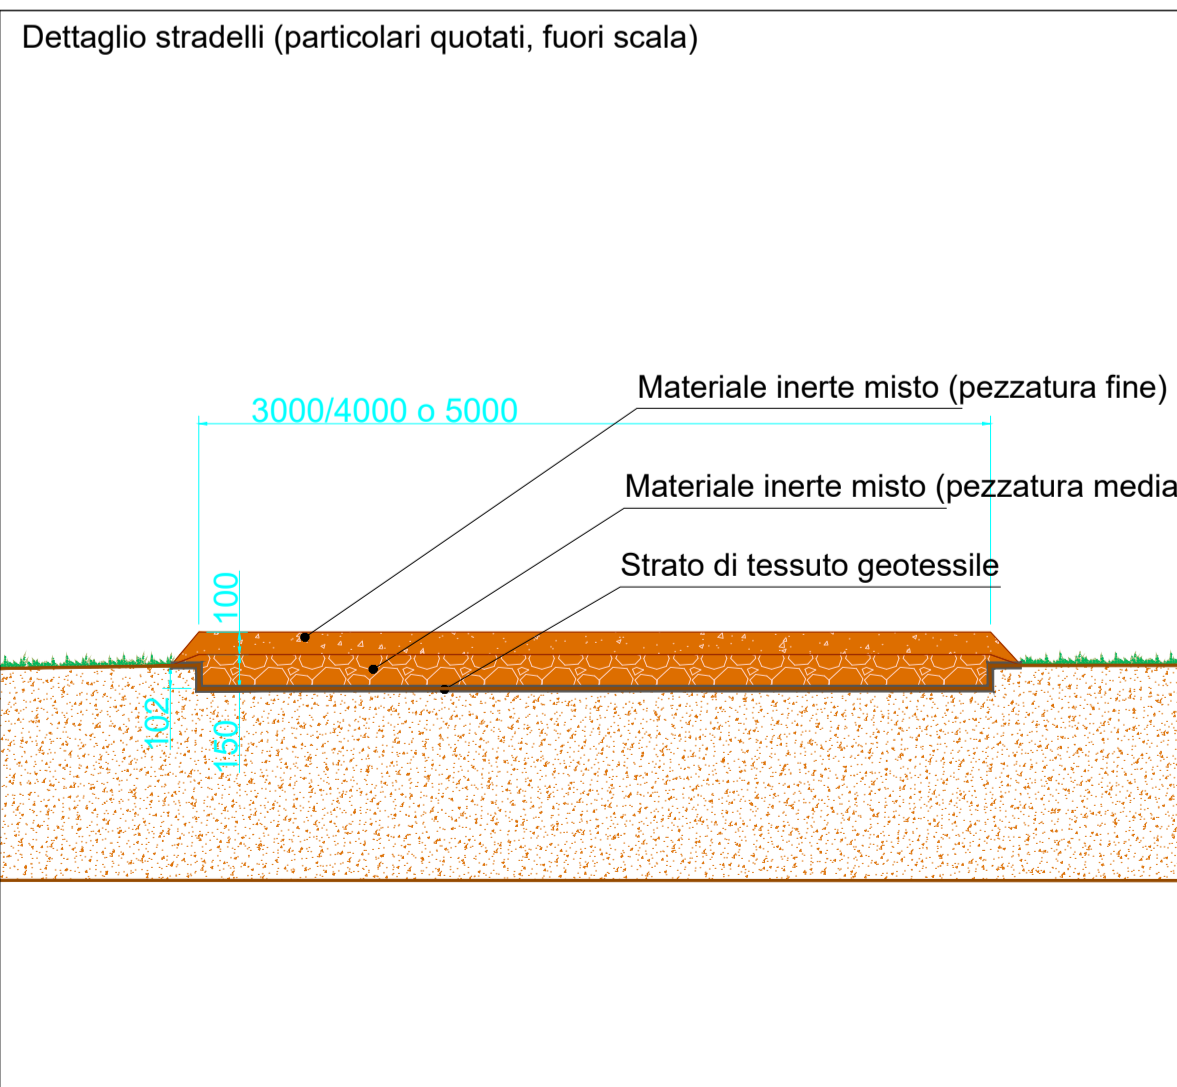 Dettaglio stradelli (particolari quotati, fuori scala)
Materiale inerte misto (pezzatura fine)
3000/4000 o 5000
Materiale inerte misto (pezzatura media
Strato di tessuto geotessile
100
102
150